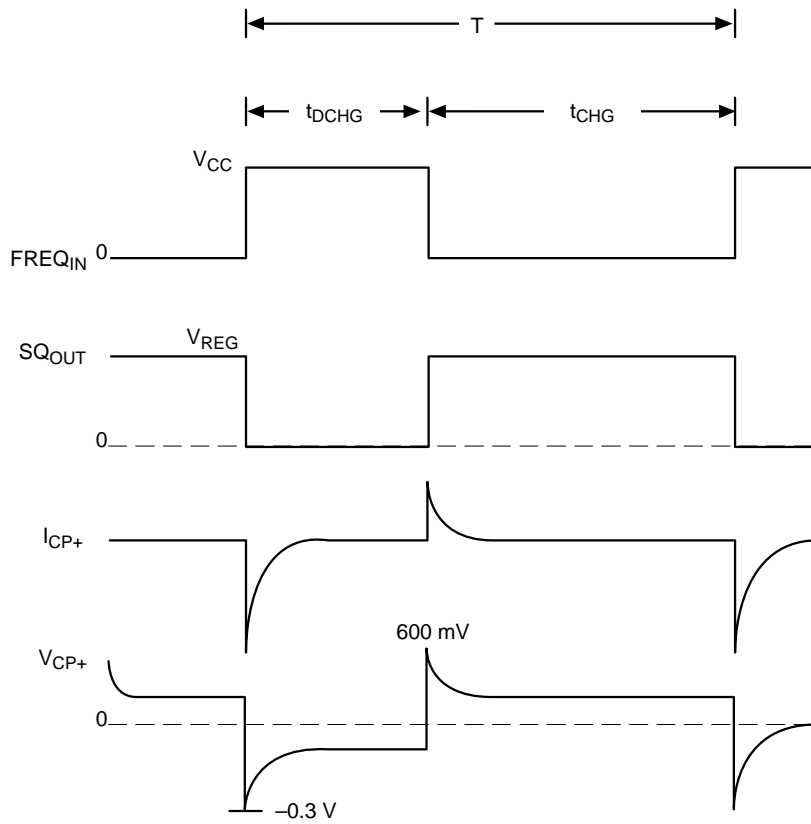 T
tDCHG
tCHG
VCC
0
FREQIN
VREG
SQOUT
0
ICP+
600 mV
VCP+
0
−0.3 V